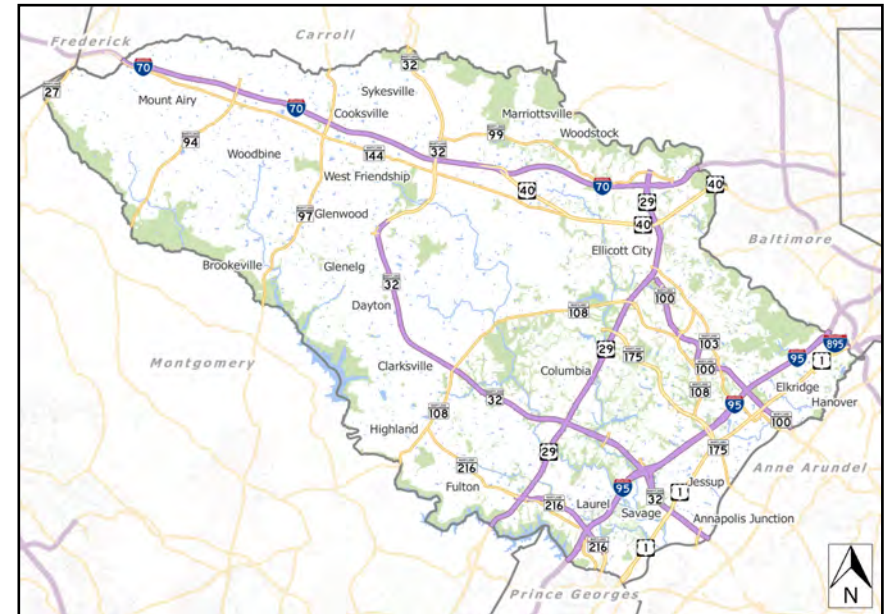 Carroll
Frederick
32
70
27
Sykesville
Mount Airy
70
Marriottsville
Cooksville
99
Woodstock
94
32
144
Woodbine
West Friendship
70
40
40
29
97
Glenwood
40
Ellicott City
Baltimore
Brookeville
Glenelg
32
100
Dayton
108
103
895
29
175
95
1
Montgomery
Clarksville
Columbia
100
Elkridge
108
32
95
Hanover
108
100
Highland
29
175
Anne Arundel
216
Jessup
Fulton
95
1
216
Laurel
32
Savage
Annapolis Junction
216
1
Prince Georges
N